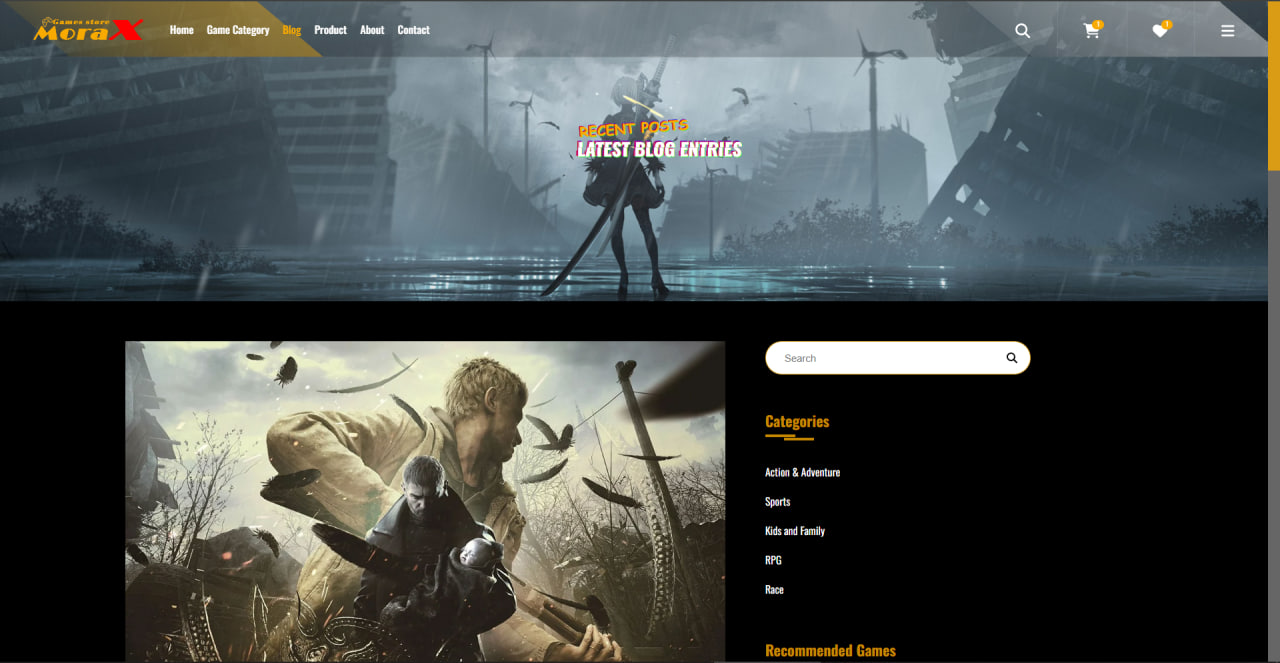 Games store
MoraX
Home Game Category Blog Product About Contact
1
1
RECENT POSTS
LATEST BLOG ENTRIES
Search
Categories
Action & Adventure
Sports
Kids and Family
RPG
Race
Recommended Games